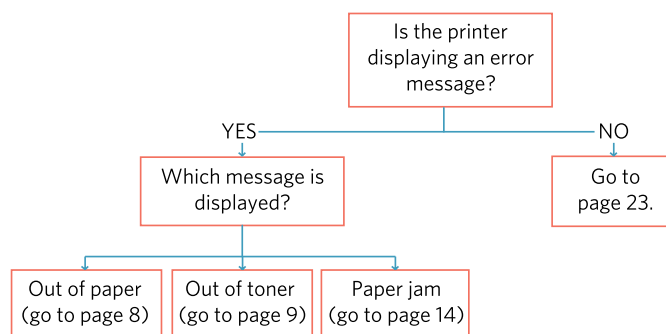 Is the printer
displaying an error
message?
YES
NO
Which message is
displayed?
Go to
page 23.
Out of paper
(go to page 8)
Out of toner
(go to page 9)
Paper jam
(go to page 14)